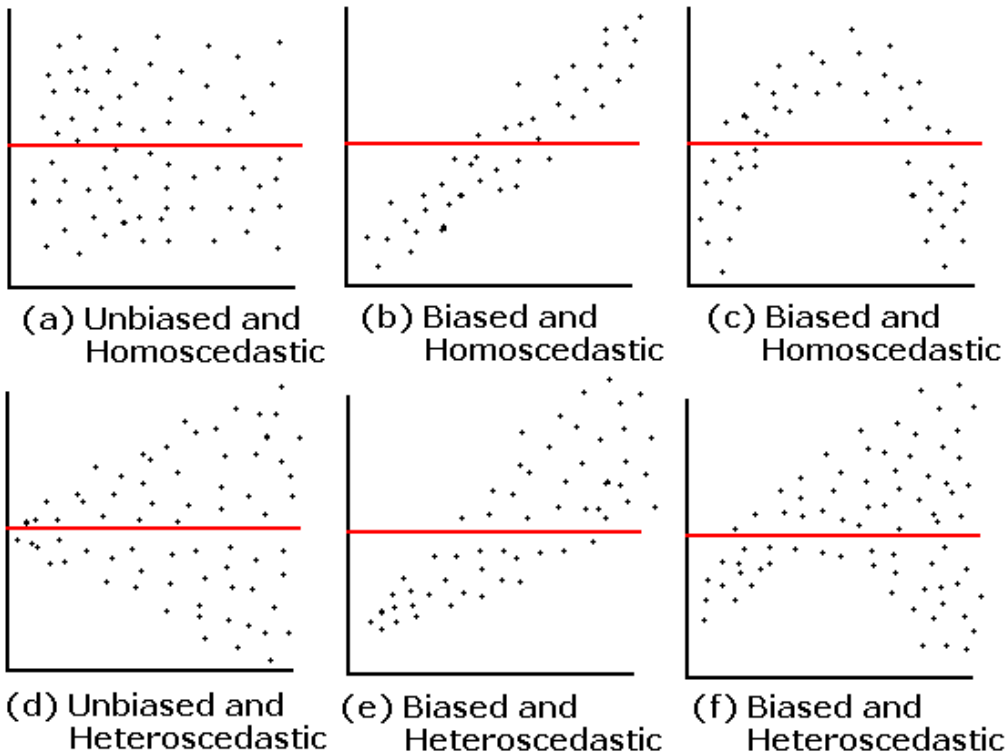 (a) Unbiased and
Homoscedastic
(b) Biased and
Homoscedastic
(c) Biased and
Homoscedastic
(d) Unbiased and
Heteroscedastic
(e) Biased and
Heteroscedastic
(f) Biased and
Heteroscedastic